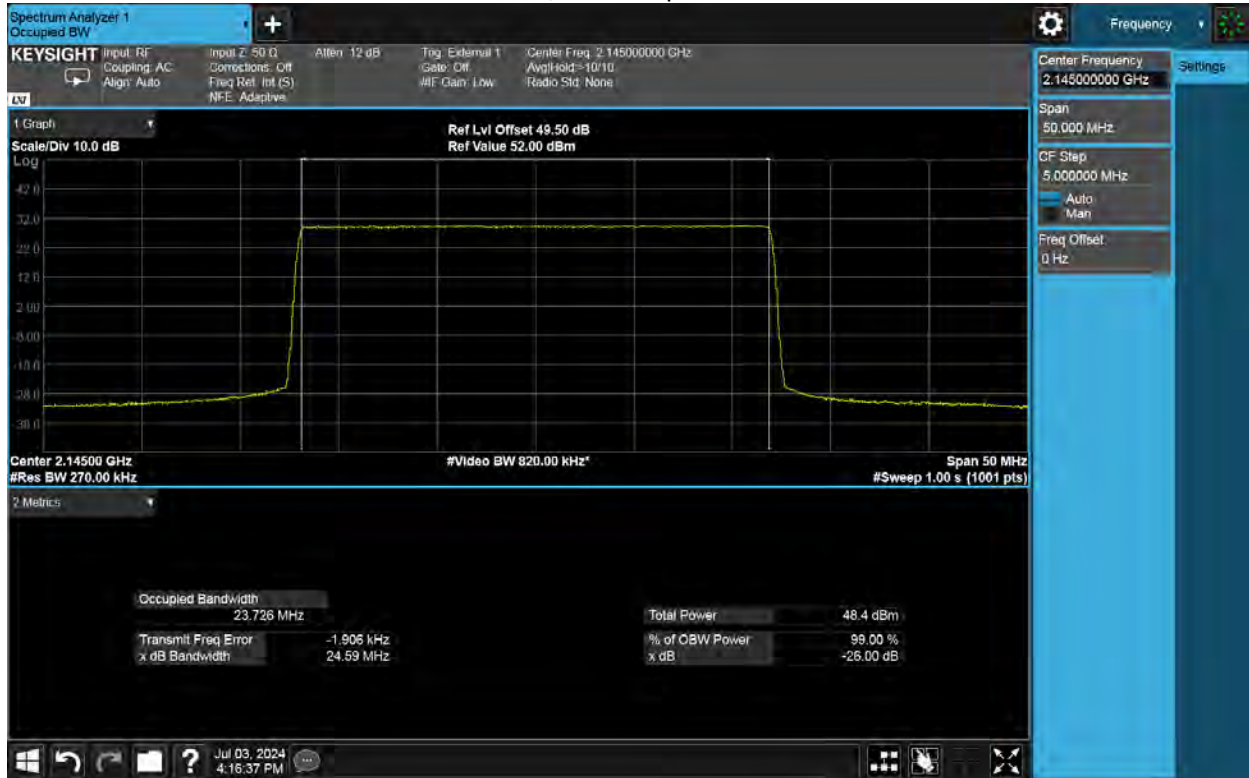 Spectrum Analyzer 1
Occupied BW
+
Frequency
KEYSIGHT
Input: RF
Coupling: AC
Align: Auto
Input Z: 50 Ω
Corrections: Off
Freq Ref: Int (S)
NFE: Adaptive
Atten: 12 dB
Trig: External 1
Gate: Off
#IF Gain: Low
Center Freq: 2.145000000 GHz
Avg|Hold:>10/10
Radio Std: None
LXI
Center Frequency
2.145000000 GHz
Settings
Span
50.000 MHz
CF Step
5.000000 MHz
Auto
Man
Freq Offset
0 Hz
1 Graph
Scale/Div 10.0 dB
Ref Lvl Offset 49.50 dB
Ref Value 52.00 dBm
Log
42.0
32.0
22.0
12.0
2.00
-8.00
-18.0
-28.0
-38.0
Center 2.14500 GHz
#Video BW 820.00 kHz*
Span 50 MHz
#Res BW 270.00 kHz
#Sweep 1.00 s (1001 pts)
2 Metrics
Occupied Bandwidth
23.726 MHz
Total Power 48.4 dBm
Transmit Freq Error -1.906 kHz
% of OBW Power 99.00 %
x dB Bandwidth 24.59 MHz
x dB -26.00 dB
?
Jul 03, 2024
4:16:37 PM